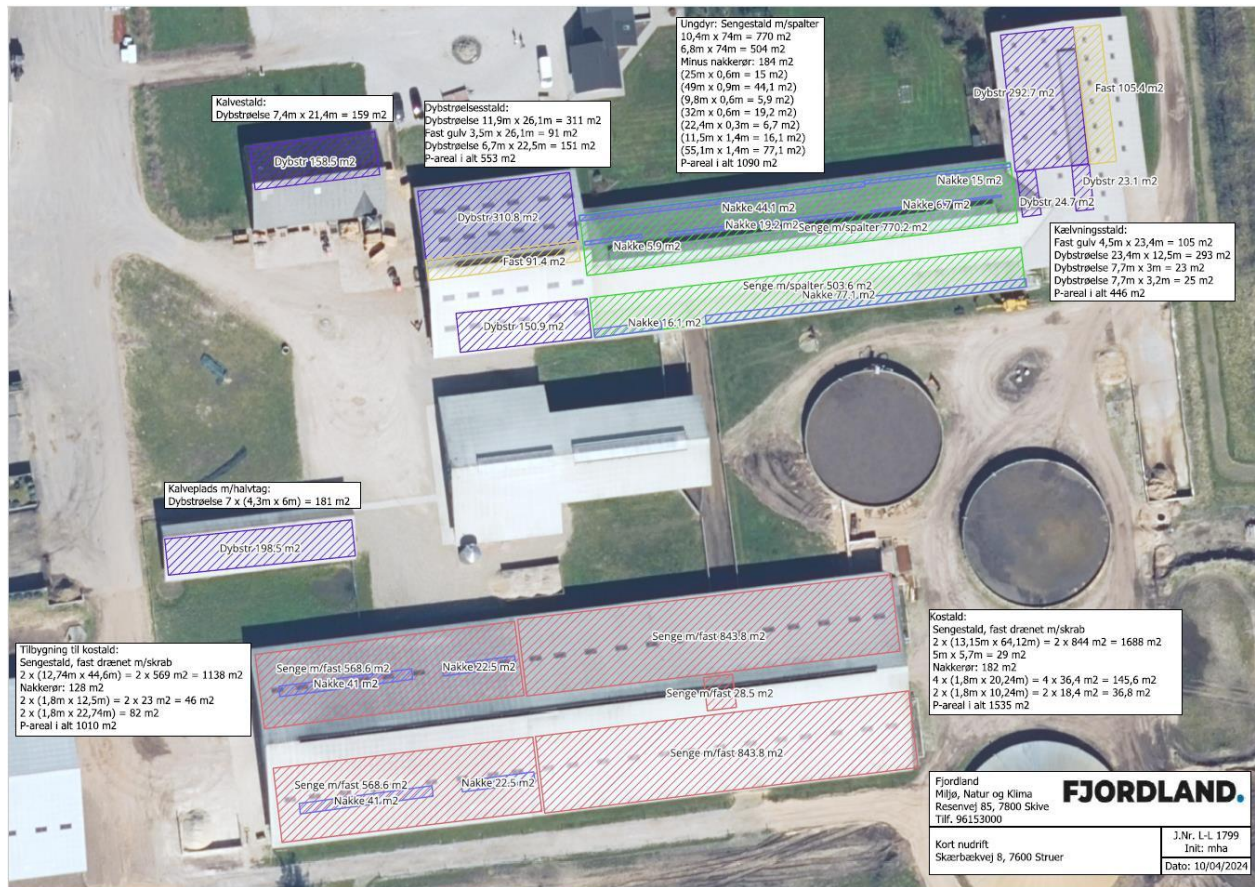 Ungdyr: Sengestald m/spalter
10,4m x 74m = 770 m2
6,8m x 74m = 504 m2
Minus nakkerør: 184 m2
(25m x 0,6m = 15 m2)
(49m x 0,9m = 44,1 m2)
(9,8m x 0,6m = 5,9 m2)
(32m x 0,6m = 19,2 m2)
(22,4m x 0,3m = 6,7 m2)
(11,5m x 1,4m = 16,1 m2)
(55,1m x 1,4m = 77,1 m2)
P-areal i alt 1090 m2
Kalvestald:
Dybstrøelse 7,4m x 21,4m = 159 m2
Dybstrøelsesstald:
Dybstrøelse 11,9m x 26,1m = 311 m2
Fast gulv 3,5m x 26,1m = 91 m2
Dybstrøelse 6,7m x 22,5m = 151 m2
P-areal i alt 553 m2
Dybstr 292.7 m2
Fast 105.4 m2
Dybstr 158.5 m2
Dybstr 23.1 m2
Dybstr 24.7 m2
Nakke 15 m2
Nakke 44.1 m2
Nakke 6.7 m2
Dybstr 310.8 m2
Nakke 19.2 m2
Senge m/spalter 770.2 m2
Nakke 5.9 m2
Fast 91.4 m2
Senge m/spalter 503.6 m2
Nakke 77.1 m2
Dybstr 150.9 m2
Nakke 16.1 m2
Kælvningsstald:
Fast gulv 4,5m x 23,4m = 105 m2
Dybstrøelse 23,4m x 12,5m = 293 m2
Dybstrøelse 7,7m x 3m = 23 m2
Dybstrøelse 7,7m x 3,2m = 25 m2
P-areal i alt 446 m2
Kalveplads m/halvtag:
Dybstrøelse 7 x (4,3m x 6m) = 181 m2
Dybstr 198.5 m2
Tilbygning til kostald:
Sengestald, fast drænet m/skrab
2 x (12,74m x 44,6m) = 2 x 569 m2 = 1138 m2
Nakkerør: 128 m2
2 x (1,8m x 12,5m) = 2 x 23 m2 = 46 m2
2 x (1,8m x 22,74m) = 82 m2
P-areal i alt 1010 m2
Senge m/fast 843.8 m2
Senge m/fast 568.6 m2
Nakke 22.5 m2
Nakke 41 m2
Senge m/fast 28.5 m2
Senge m/fast 843.8 m2
Senge m/fast 568.6 m2
Nakke 22.5 m2
Nakke 41 m2
Kostald:
Sengestald, fast drænet m/skrab
2 x (13,15m x 64,12m) = 2 x 844 m2 = 1688 m2
5m x 5,7m = 29 m2
Nakkerør: 182 m2
4 x (1,8m x 20,24m) = 4 x 36,4 m2 = 145,6 m2
2 x (1,8m x 10,24m) = 2 x 18,4 m2 = 36,8 m2
P-areal i alt 1535 m2
Fjordland
Miljø, Natur og Klima
Resenvej 85, 7800 Skive
Tlf. 96153000
FJORDLAND.
Kort nudrift
Skærbækvej 8, 7600 Struer
J.Nr. L-L 1799
Init: mha
Dato: 10/04/2024